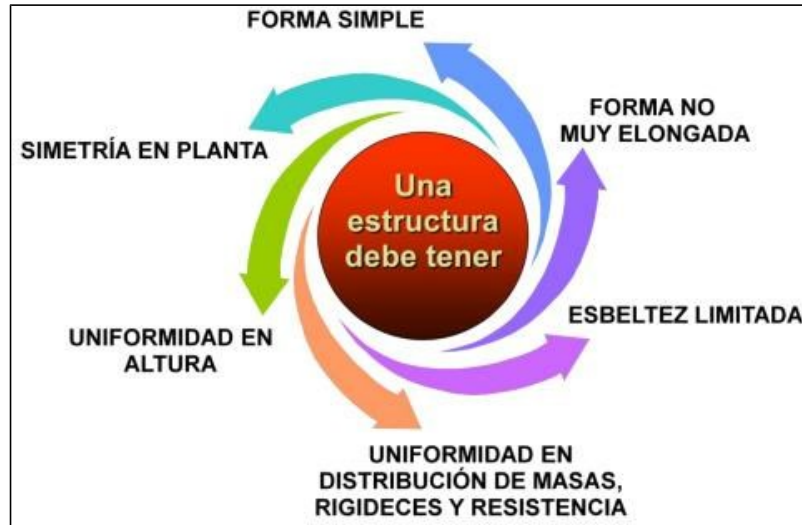 FORMA SIMPLE
FORMA NO
MUY ELONGADA
SIMETRÍA EN PLANTA
Una
estructura
debe tener
ESBELTEZ LIMITADA
UNIFORMIDAD EN
ALTURA
UNIFORMIDAD EN
DISTRIBUCIÓN DE MASAS,
RIGIDECES Y RESISTENCIA